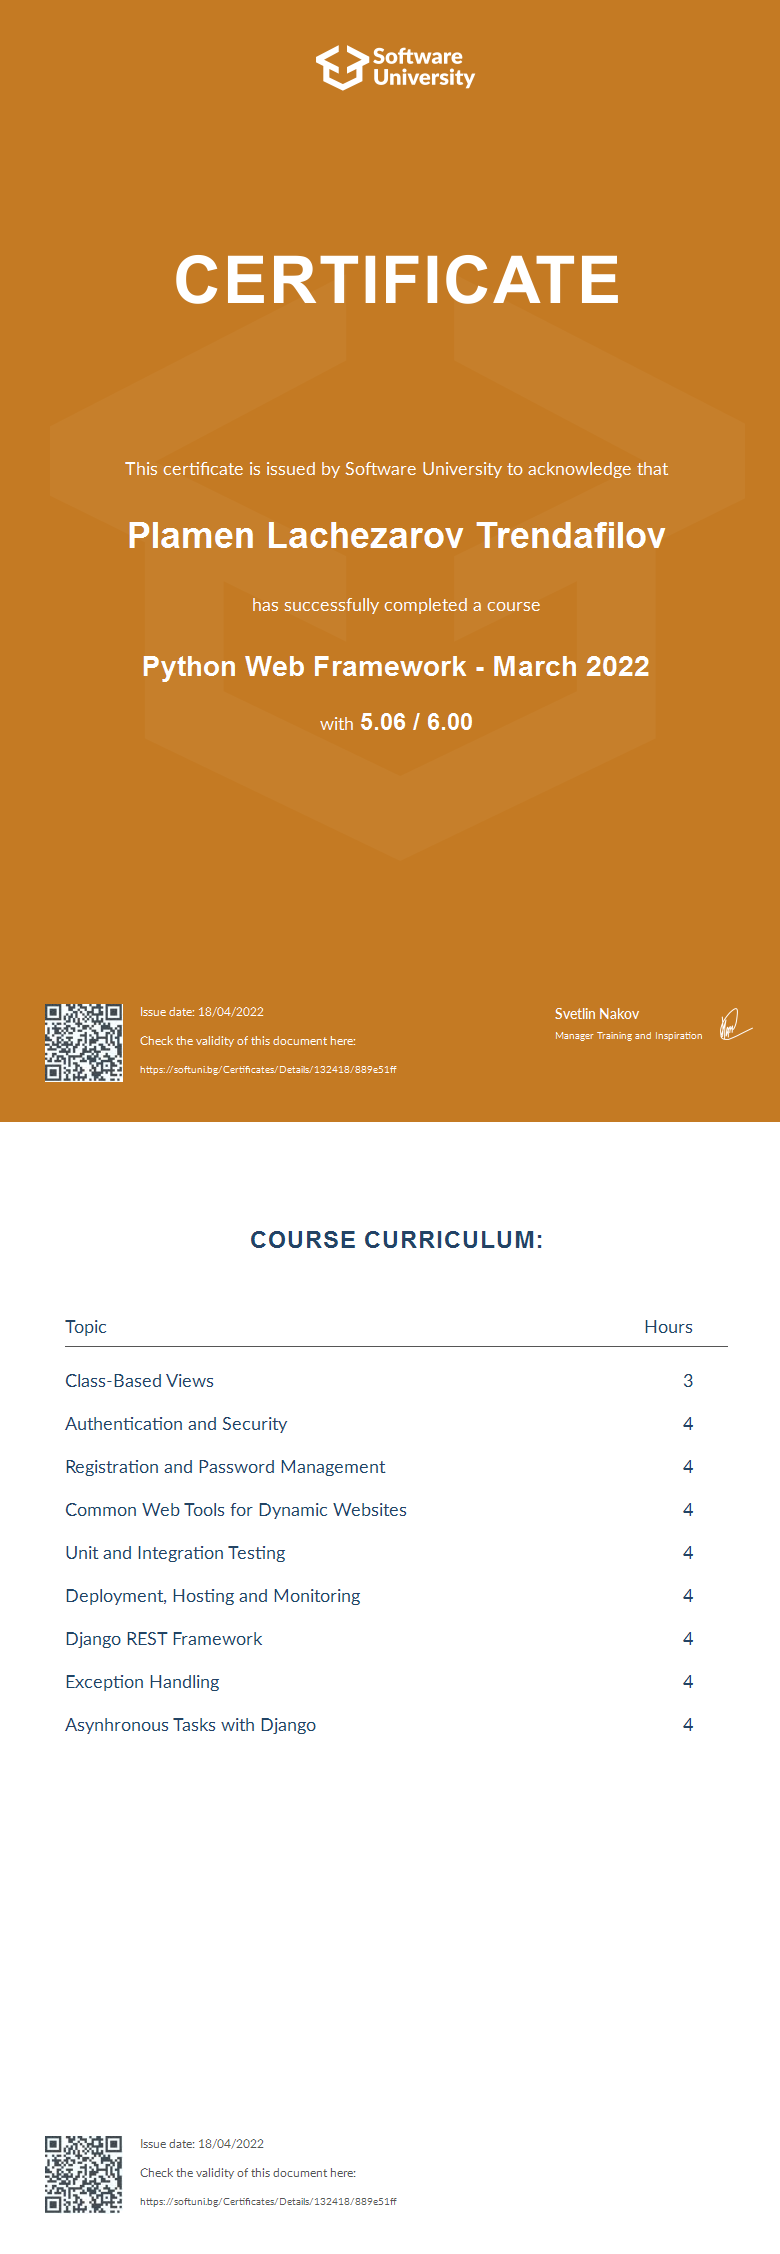 Software
University
CERTIFICATE
This certificate is issued by Software University to acknowledge that
Plamen Lachezarov Trendafilov
has successfully completed a course
Python Web Framework - March 2022
with 5.06 / 6.00
Issue date: 18/04/2022
Check the validity of this document here:
https://softuni.bg/Certificates/Details/132418/889e51ff
Svetlin Nakov
Manager Training and Inspiration
COURSE CURRICULUM:
Topic Hours
Class-Based Views 3
Authentication and Security 4
Registration and Password Management 4
Common Web Tools for Dynamic Websites 4
Unit and Integration Testing 4
Deployment, Hosting and Monitoring 4
Django REST Framework 4
Exception Handling 4
Asynhronous Tasks with Django 4
Issue date: 18/04/2022
Check the validity of this document here:
https://softuni.bg/Certificates/Details/132418/889e51ff